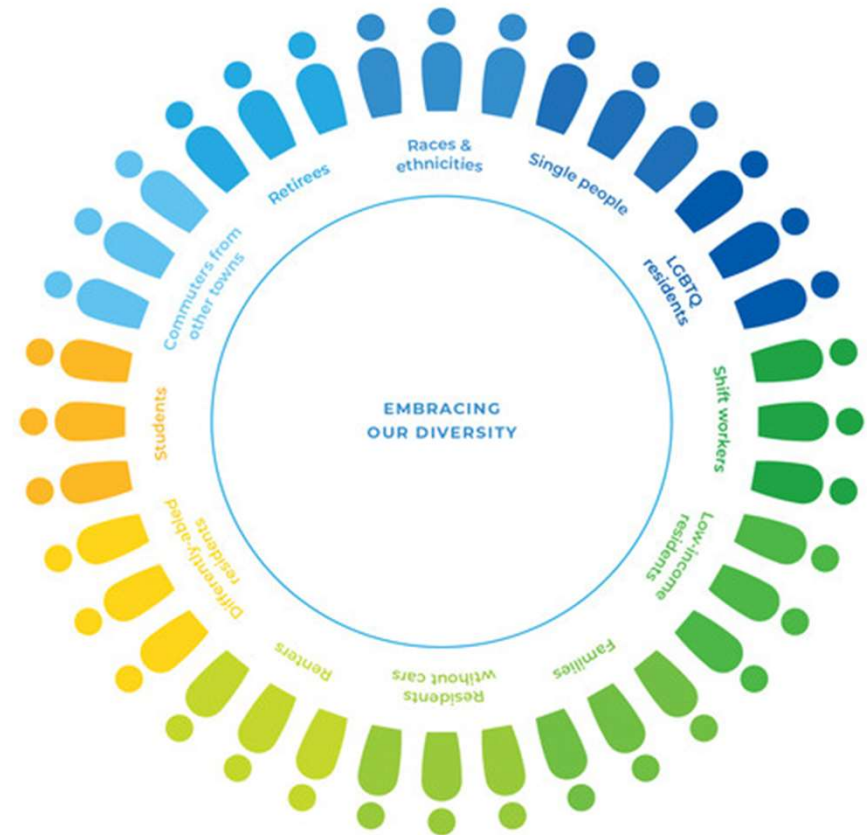 Races &
ethnicities
Single people
LGBTQ
residents
Shift workers
Low-income
residents
Families
Residents
wtihout cars
Renters
Differently-abled
residents
Students
Commuters from
other towns
Retirees
EMBRACING
OUR DIVERSITY